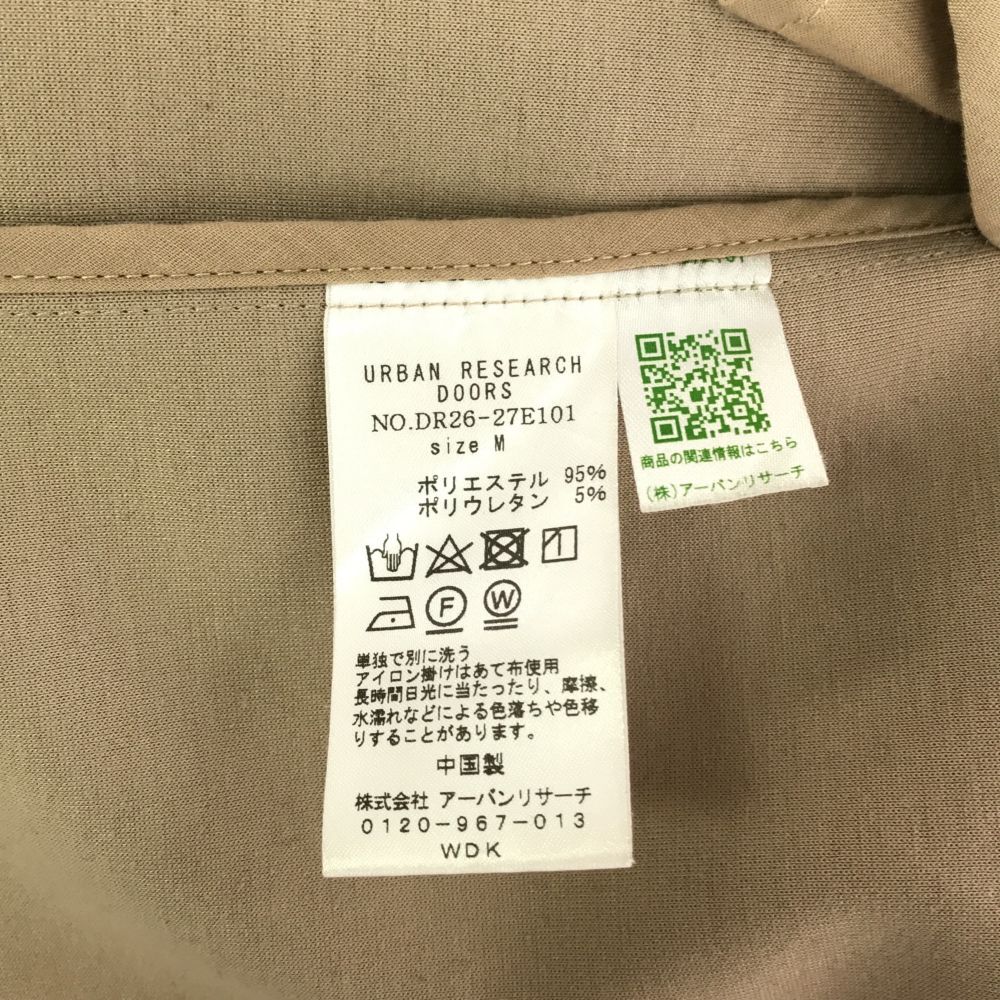 URBAN RESEARCH
DOORS
NO.DR26-27E101
size M
ポリエステル 95%
ポリウレタン 5%
F W
単独で別に洗う
アイロン掛けはあて布使用
長時間日光に当たったり、摩擦、
水濡れなどによる色落ちや色移
りすることがあります。
中国製
株式会社 アーバンリサーチ
0120-967-013
WDK
商品の関連情報はこちら
(株)アーバンリサーチ